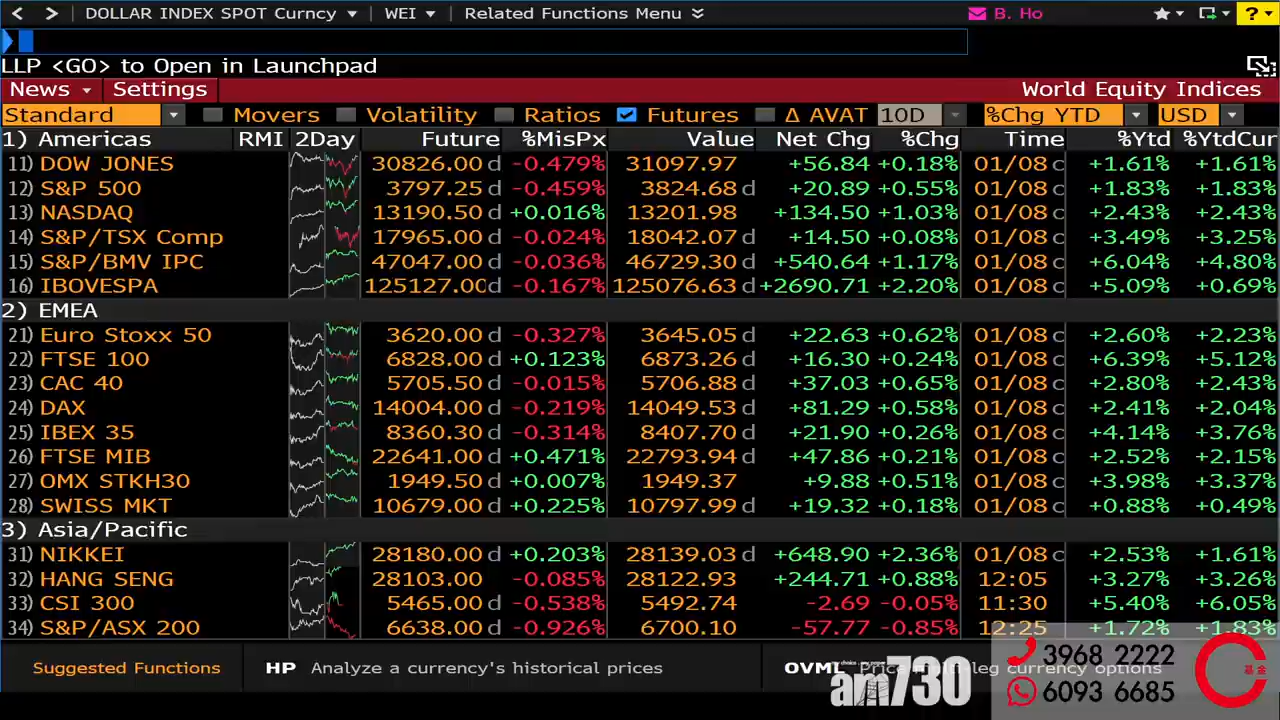 DOLLAR INDEX SPOT Curncy WEI Related Functions Menu B. Ho ?
LLP <GO> to Open in Launchpad
News Settings World Equity Indices
Standard Movers Volatility Ratios Futures Δ AVAT 10D %Chg YTD USD
1) Americas RMI 2Day Future %MisPx Value Net Chg %Chg Time %Ytd %YtdCur
11) DOW JONES 30826.00 d -0.479% 31097.97 +56.84 +0.18% 01/08 c +1.61% +1.61%
12) S&P 500 3797.25 d -0.459% 3824.68 d +20.89 +0.55% 01/08 c +1.83% +1.83%
13) NASDAQ 13190.50 d +0.016% 13201.98 +134.50 +1.03% 01/08 c +2.43% +2.43%
14) S&P/TSX Comp 17965.00 d -0.024% 18042.07 d +14.50 +0.08% 01/08 c +3.49% +3.25%
15) S&P/BMV IPC 47047.00 d -0.036% 46729.30 d +540.64 +1.17% 01/08 c +6.04% +4.80%
16) IBOVESPA 125127.00 d -0.167% 125076.63 d +2690.71 +2.20% 01/08 c +5.09% +0.69%
2) EMEA
21) Euro Stoxx 50 3620.00 d -0.327% 3645.05 d +22.63 +0.62% 01/08 c +2.60% +2.23%
22) FTSE 100 6828.00 d +0.123% 6873.26 d +16.30 +0.24% 01/08 c +6.39% +5.12%
23) CAC 40 5705.50 d -0.015% 5706.88 d +37.03 +0.65% 01/08 c +2.80% +2.43%
24) DAX 14004.00 d -0.219% 14049.53 d +81.29 +0.58% 01/08 c +2.41% +2.04%
25) IBEX 35 8360.30 d -0.314% 8407.70 d +21.90 +0.26% 01/08 c +4.14% +3.76%
26) FTSE MIB 22641.00 d +0.471% 22793.94 d +47.86 +0.21% 01/08 c +2.52% +2.15%
27) OMX STKH30 1949.50 d +0.007% 1949.37 +9.88 +0.51% 01/08 c +3.98% +3.37%
28) SWISS MKT 10679.00 d +0.225% 10797.99 d +19.32 +0.18% 01/08 c +0.88% +0.49%
3) Asia/Pacific
31) NIKKEI 28180.00 d +0.203% 28139.03 d +648.90 +2.36% 01/08 c +2.53% +1.61%
32) HANG SENG 28103.00 -0.085% 28122.93 +244.71 +0.88% 12:05 +3.27% +3.26%
33) CSI 300 5465.00 d -0.538% 5492.74 -2.69 -0.05% 11:30 +5.40% +6.05%
34) S&P/ASX 200 6638.00 d -0.926% 6700.10 -57.77 -0.85% 12:25 +1.72% +1.83%
Suggested Functions HP Analyze a currency's historical prices OVML Price multi-leg currency options
am730
3968 2222
6093 6685
基金